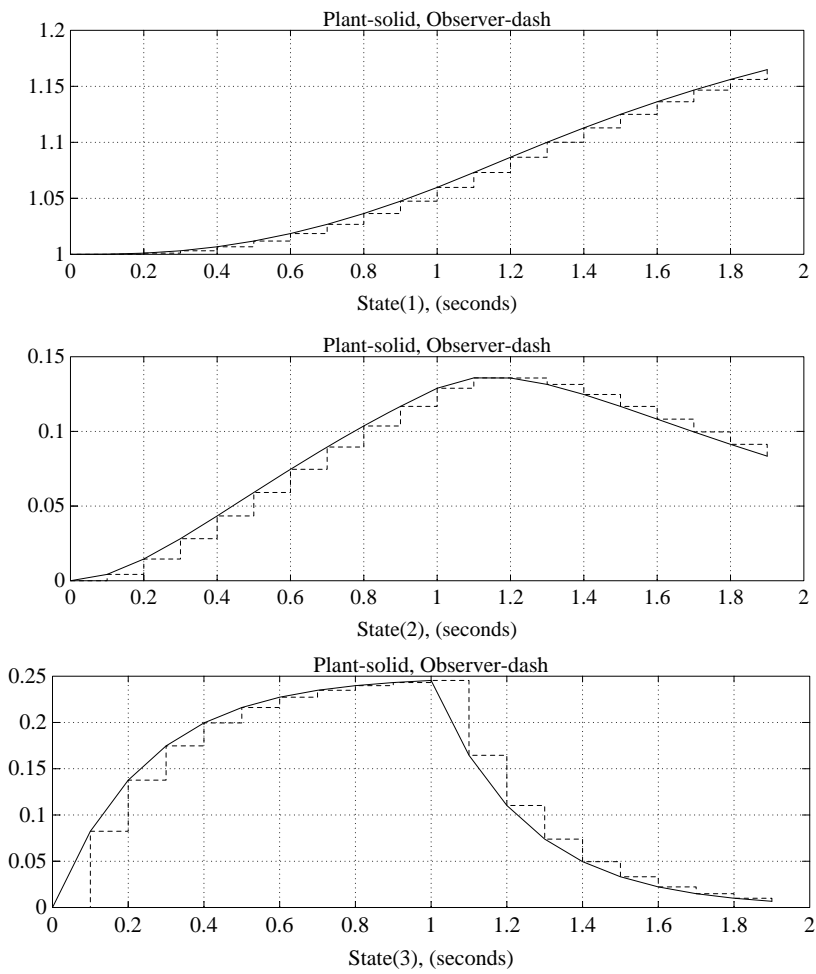 Plant-solid, Observer-dash
1.2
1.15
1.1
1.05
1
0 0.2 0.4 0.6 0.8 1 1.2 1.4 1.6 1.8 2
State(1), (seconds)
Plant-solid, Observer-dash
0.15
0.1
0.05
0
0 0.2 0.4 0.6 0.8 1 1.2 1.4 1.6 1.8 2
State(2), (seconds)
Plant-solid, Observer-dash
0.25
0.2
0.15
0.1
0.05
0
0 0.2 0.4 0.6 0.8 1 1.2 1.4 1.6 1.8 2
State(3), (seconds)